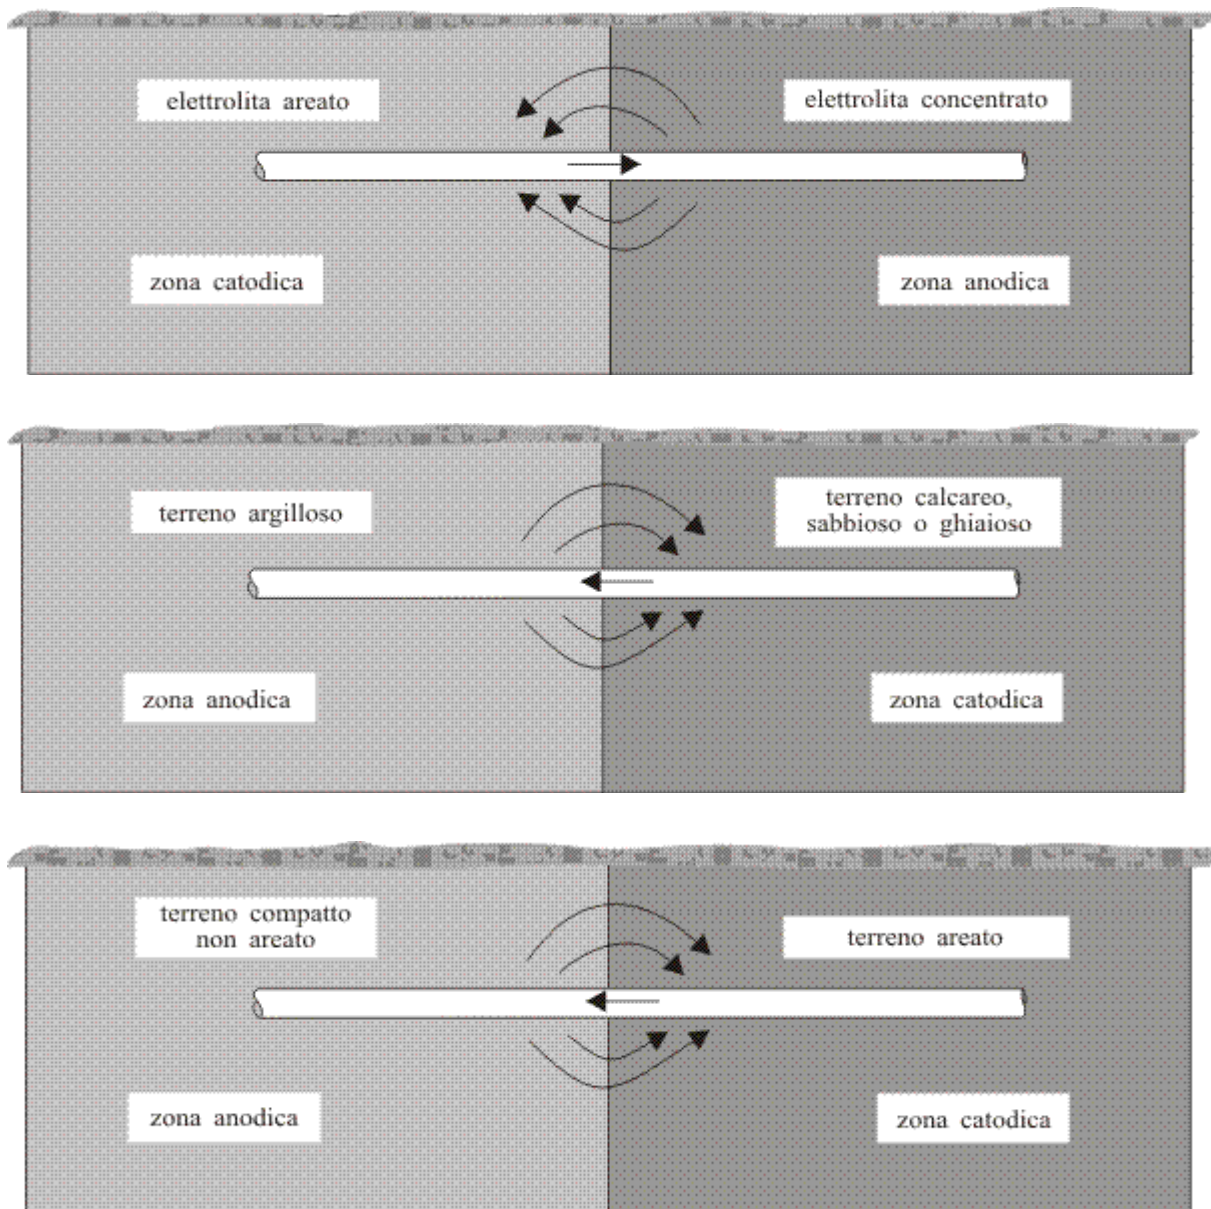 elettrolita areato
elettrolita concentrato
zona catodica
zona anodica
terreno argilloso
terreno calcareo,
sabbioso o ghiaioso
zona anodica
zona catodica
terreno compatto
non areato
terreno areato
zona anodica
zona catodica